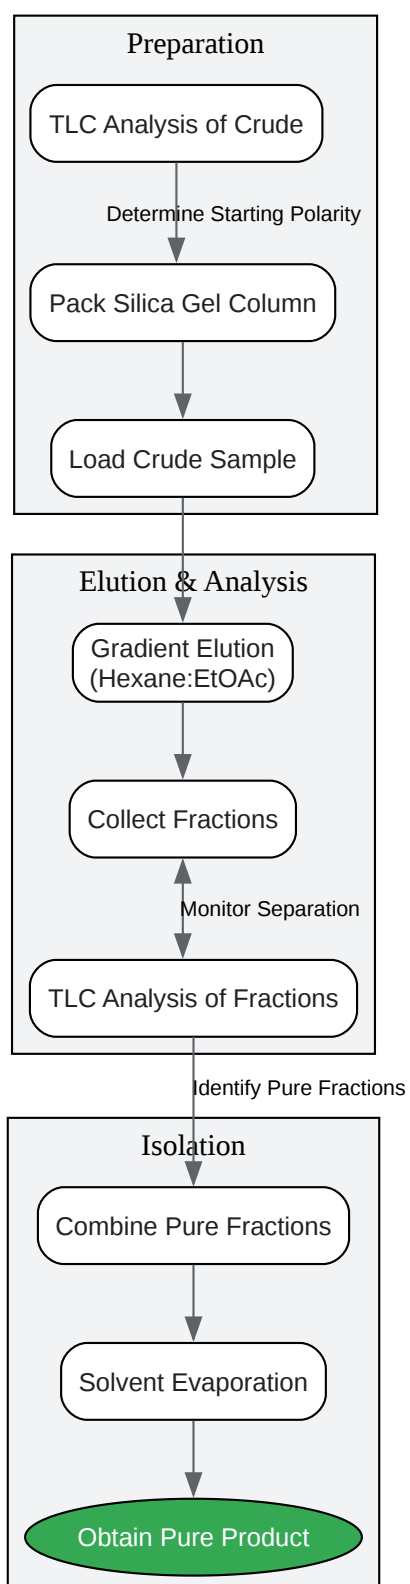 Preparation
TLC Analysis of Crude
Determine Starting Polarity
Pack Silica Gel Column
Load Crude Sample
Elution & Analysis
Gradient Elution
(Hexane:EtOAc)
Collect Fractions
Monitor Separation
TLC Analysis of Fractions
Identify Pure Fractions
Isolation
Combine Pure Fractions
Solvent Evaporation
Obtain Pure Product